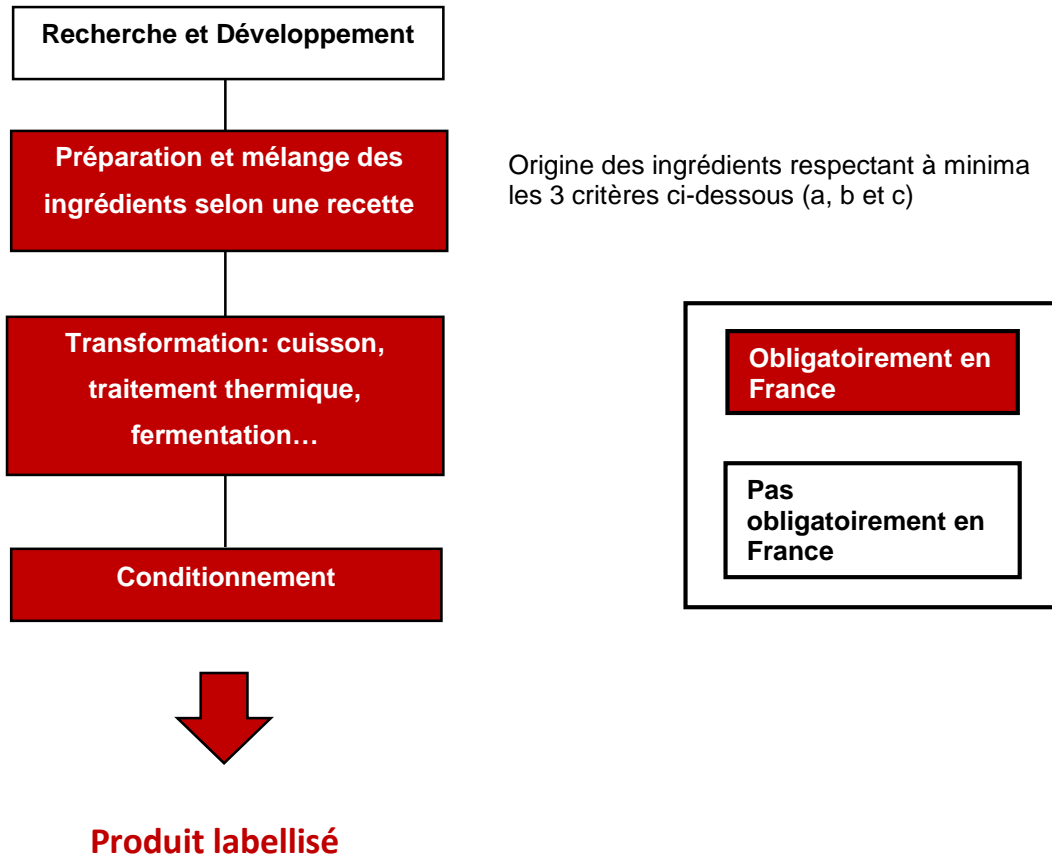 Recherche et Développement
Préparation et mélange des
ingrédients selon une recette
Origine des ingrédients respectant à minima
les 3 critères ci-dessous (a, b et c)
Transformation: cuisson,
traitement thermique,
fermentation…
Obligatoirement en
France
Pas
obligatoirement en
France
Conditionnement
Produit labellisé